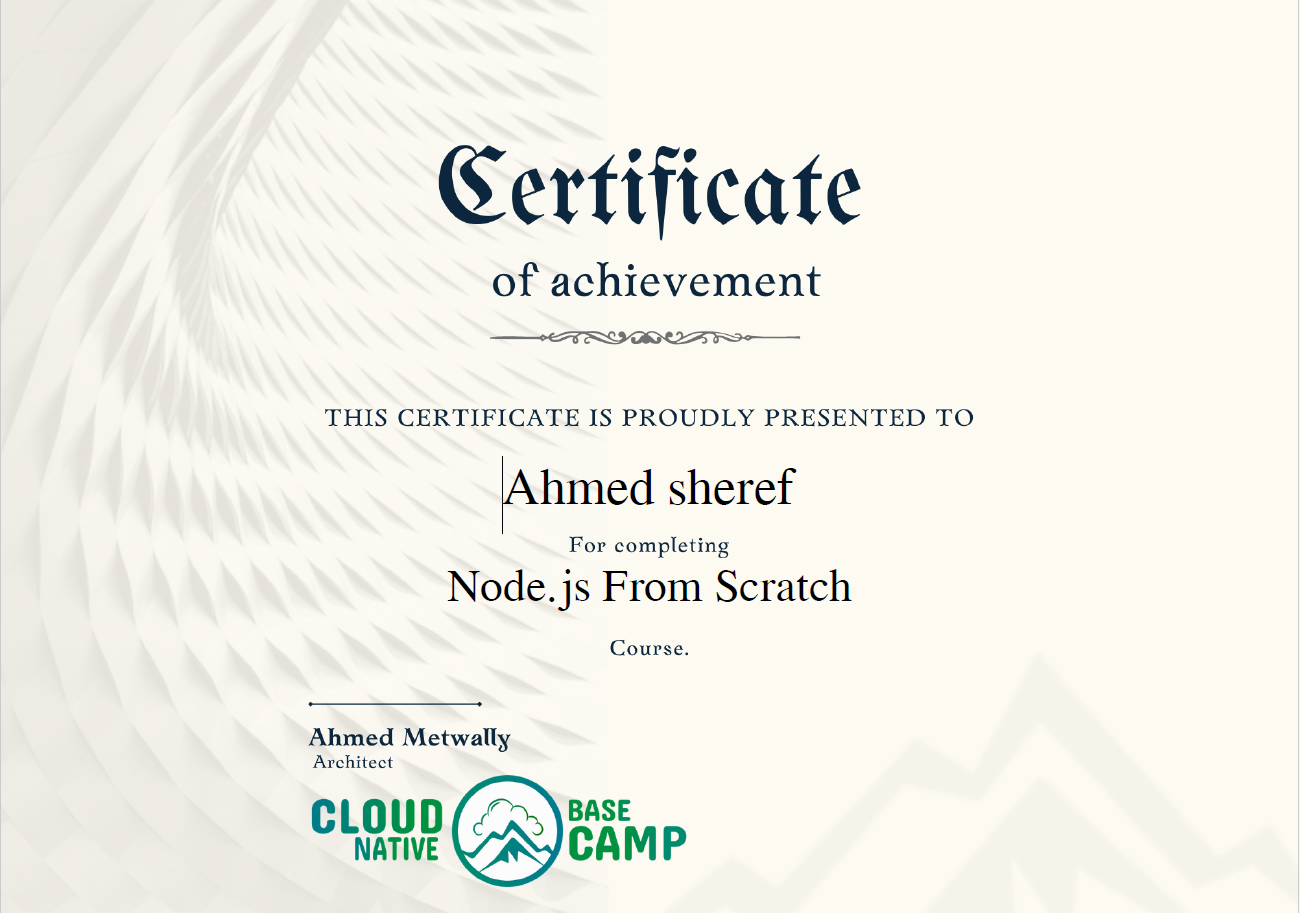 Certificate
of achievement
THIS CERTIFICATE IS PROUDLY PRESENTED TO
Ahmed sheref
For completing
Node.js From Scratch
Course.
Ahmed Metwally
Architect
CLOUD NATIVE BASE CAMP